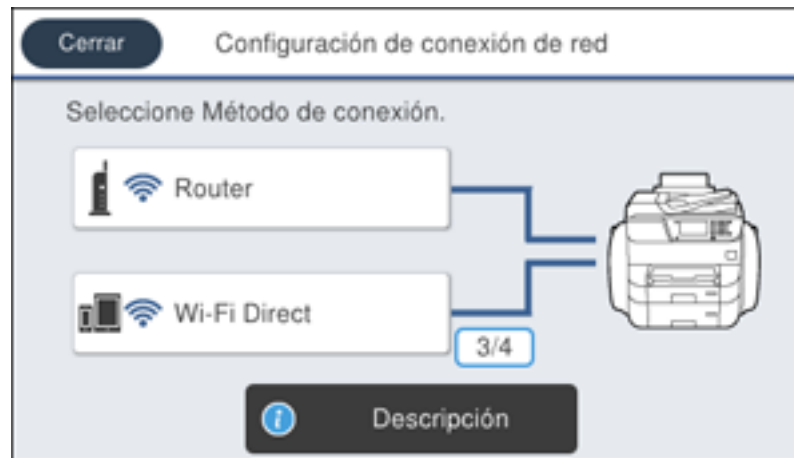 Cerrar Configuración de conexión de red
Seleccione Método de conexión.
Router
Wi-Fi Direct
3/4
Descripción